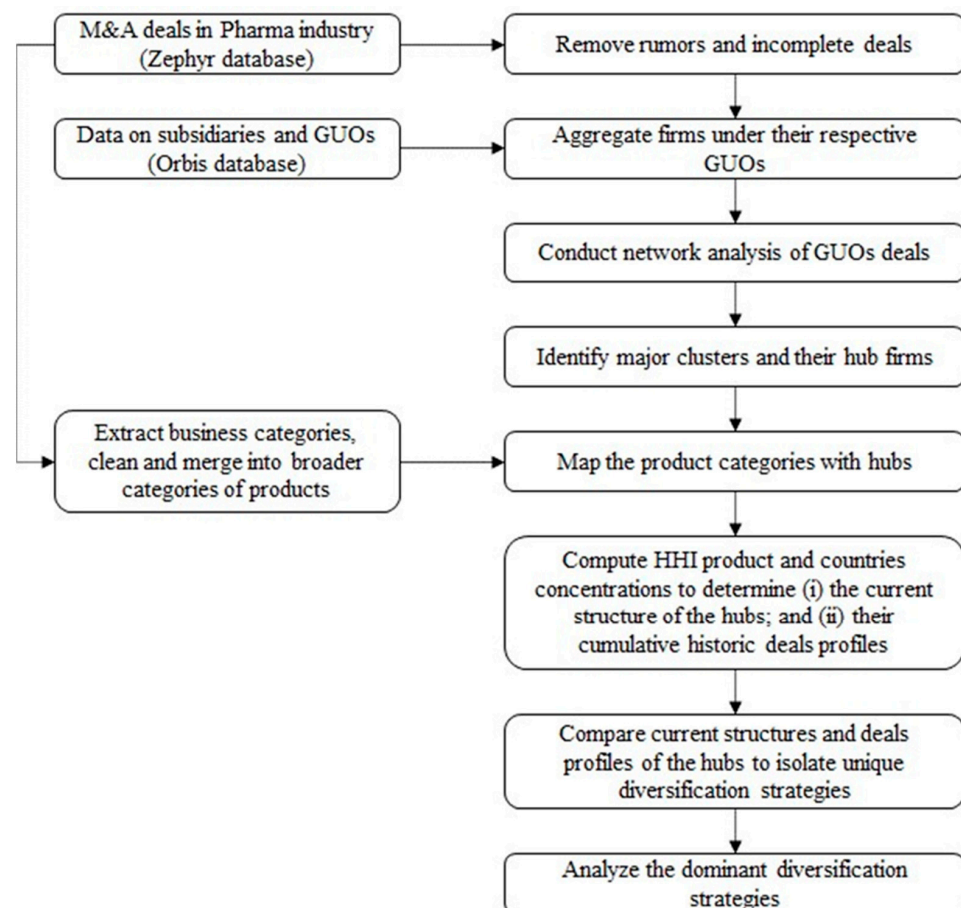 M&A deals in Pharma industry
(Zephyr database)
Remove rumors and incomplete deals
Data on subsidiaries and GUOs
(Orbis database)
Aggregate firms under their respective
GUOs
Conduct network analysis of GUOs deals
Identify major clusters and their hub firms
Extract business categories,
clean and merge into broader
categories of products
Map the product categories with hubs
Compute HHI product and countries
concentrations to determine (i) the current
structure of the hubs; and (ii) their
cumulative historic deals profiles
Compare current structures and deals
profiles of the hubs to isolate unique
diversification strategies
Analyze the dominant diversification
strategies